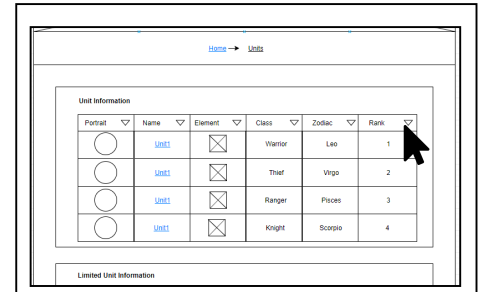 Home Units
Unit Information
Portrait Name Element Class Zodiac Rank
Unit1 Warrior Leo 1
Unit1 Thief Virgo 2
Unit1 Ranger Pisces 3
Unit1 Knight Scorpio 4
Limited Unit Information